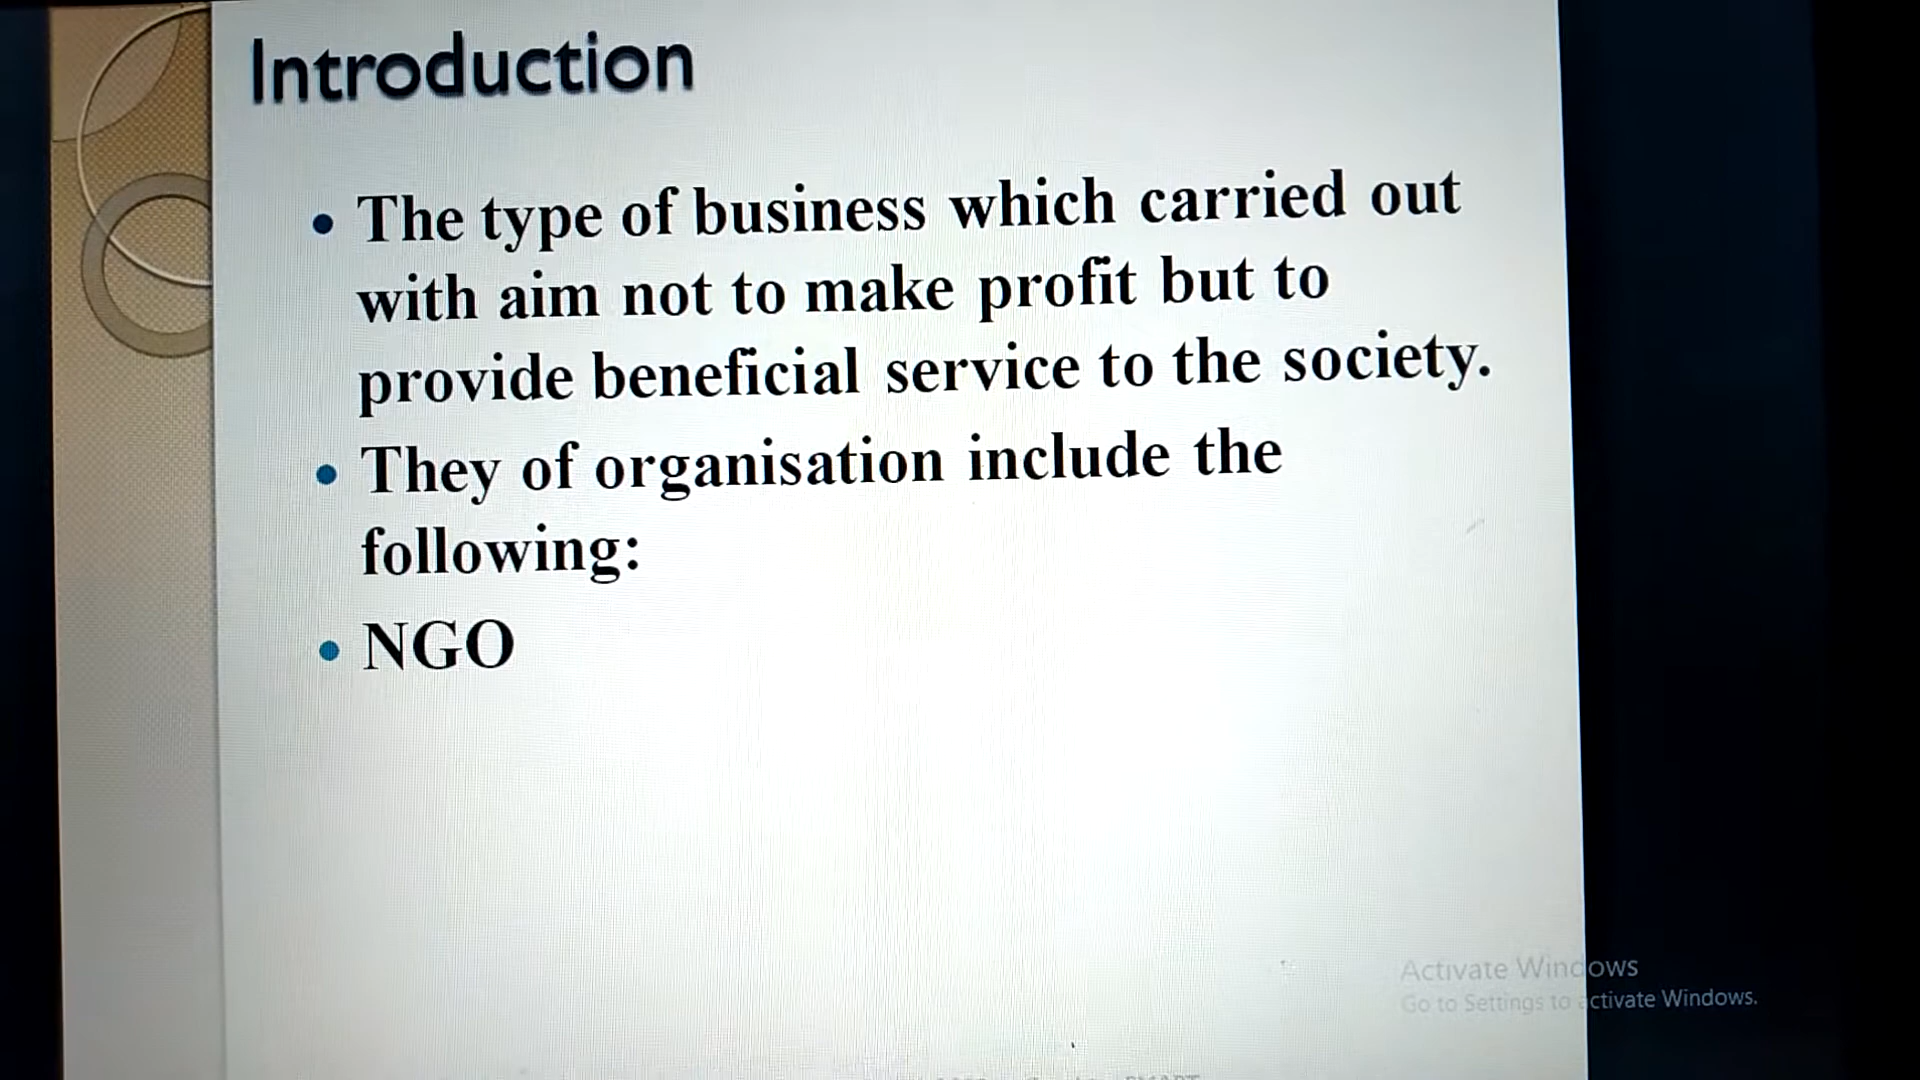 Introduction
• The type of business which carried out
with aim not to make profit but to
provide beneficial service to the society.
• They of organisation include the
following:
• NGO
Activate Windows
Go to Settings to activate Windows.